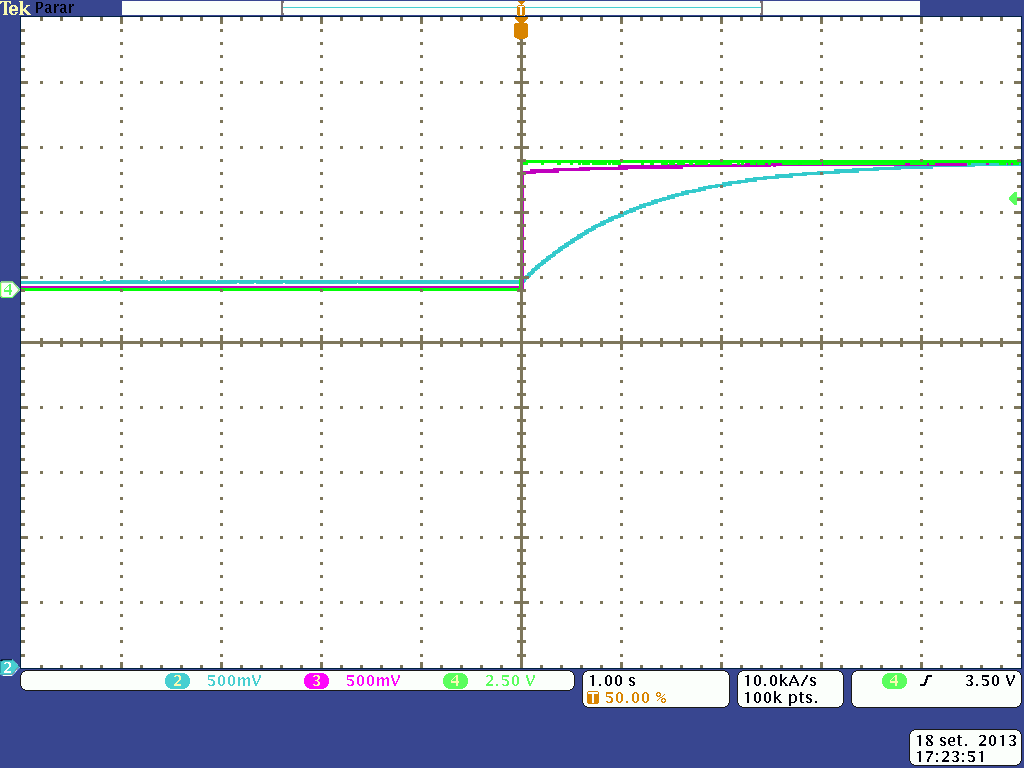 Tek Parar
T
4
2
2 500mV 3 500mV 4 2.50 V
1.00 s
T 50.00 %
10.0kA/s
100k pts.
4 3.50 V
18 set. 2013
17:23:51